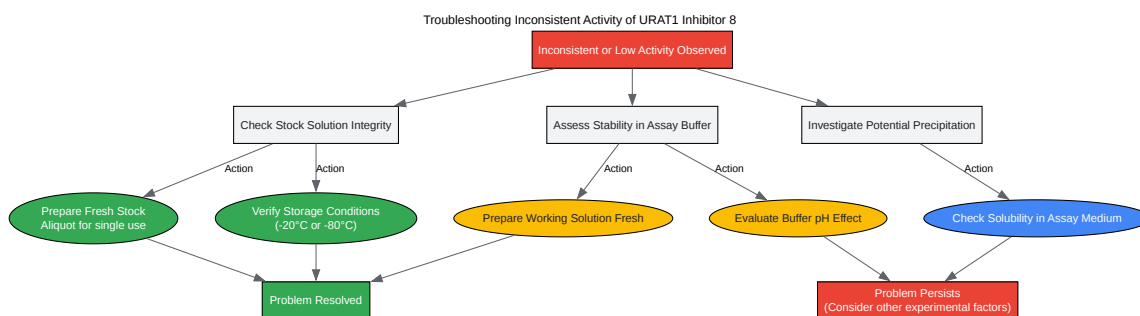 Troubleshooting Inconsistent Activity of URAT1 Inhibitor 8
Inconsistent or Low Activity Observed
Check Stock Solution Integrity
Assess Stability in Assay Buffer
Investigate Potential Precipitation
Action
Action
Action
Action
Action
Prepare Fresh Stock
Aliquot for single use
Verify Storage Conditions
(-20°C or -80°C)
Prepare Working Solution Fresh
Evaluate Buffer pH Effect
Check Solubility in Assay Medium
Problem Resolved
Problem Persists
(Consider other experimental factors)